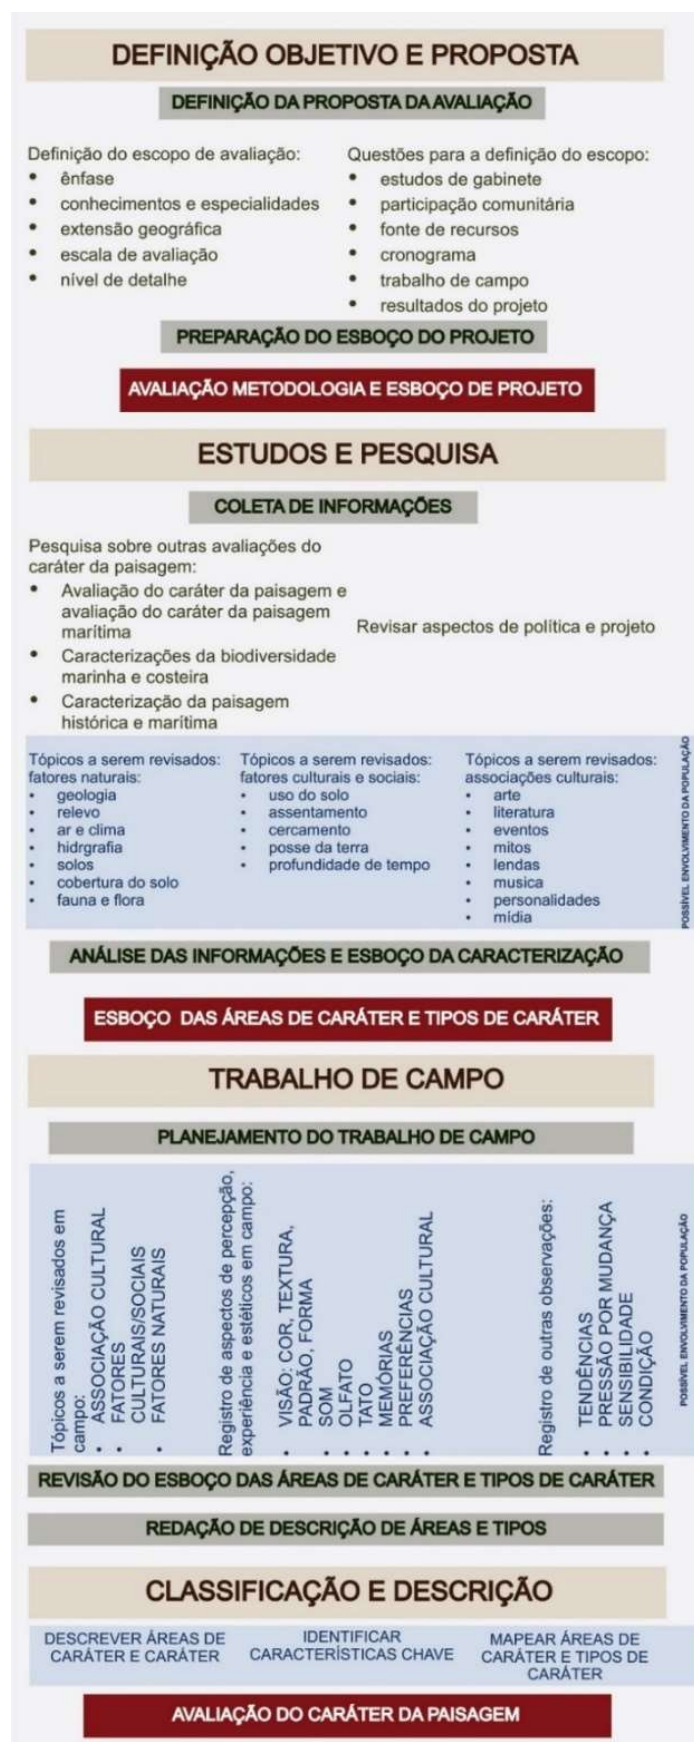 DEFINIÇÃO OBJETIVO E PROPOSTA
DEFINIÇÃO DA PROPOSTA DA AVALIAÇÃO
Definição do escopo de avaliação:
• ênfase
• conhecimentos e especialidades
• extensão geográfica
• escala de avaliação
• nível de detalhe
Questões para a definição do escopo:
• estudos de gabinete
• participação comunitária
• fonte de recursos
• cronograma
• trabalho de campo
• resultados do projeto
PREPARAÇÃO DO ESBOÇO DO PROJETO
AVALIAÇÃO METODOLOGIA E ESBOÇO DE PROJETO
ESTUDOS E PESQUISA
COLETA DE INFORMAÇÕES
Pesquisa sobre outras avaliações do
caráter da paisagem:
• Avaliação do caráter da paisagem e
avaliação do caráter da paisagem
marítima
• Caracterizações da biodiversidade
marinha e costeira
• Caracterização da paisagem
histórica e marítima
Revisar aspectos de política e projeto
Tópicos a serem revisados:
fatores naturais:
• geologia
• relevo
• ar e clima
• hidrgrafia
• solos
• cobertura do solo
• fauna e flora
Tópicos a serem revisados:
fatores culturais e sociais:
• uso do solo
• assentamento
• cercamento
• posse da terra
• profundidade de tempo
Tópicos a serem revisados:
associações culturais:
• arte
• literatura
• eventos
• mitos
• lendas
• musica
• personalidades
• mídia
POSSÍVEL ENVOLVIMENTO DA POPULAÇÃO
ANÁLISE DAS INFORMAÇÕES E ESBOÇO DA CARACTERIZAÇÃO
ESBOÇO DAS ÁREAS DE CARÁTER E TIPOS DE CARÁTER
TRABALHO DE CAMPO
PLANEJAMENTO DO TRABALHO DE CAMPO
Tópicos a serem revisados em
campo:
• ASSOCIAÇÃO CULTURAL
• FATORES
CULTURAIS/SOCIAIS
• FATORES NATURAIS
Registro de aspectos de percepção,
experiência e estéticos em campo:
• VISÃO: COR, TEXTURA,
PADRÃO, FORMA
• SOM
• OLFATO
• TATO
• MEMÓRIAS
• PREFERÊNCIAS
• ASSOCIAÇÃO CULTURAL
Registro de outras observações:
• TENDÊNCIAS
• PRESSÃO POR MUDANÇA
• SENSIBILIDADE
• CONDIÇÃO
POSSÍVEL ENVOLVIMENTO DA POPULAÇÃO
REVISÃO DO ESBOÇO DAS ÁREAS DE CARÁTER E TIPOS DE CARÁTER
REDAÇÃO DE DESCRIÇÃO DE ÁREAS E TIPOS
CLASSIFICAÇÃO E DESCRIÇÃO
DESCREVER ÁREAS DE
CARÁTER E CARÁTER
IDENTIFICAR
CARACTERÍSTICAS CHAVE
MAPEAR ÁREAS DE
CARÁTER E TIPOS DE
CARÁTER
AVALIAÇÃO DO CARÁTER DA PAISAGEM